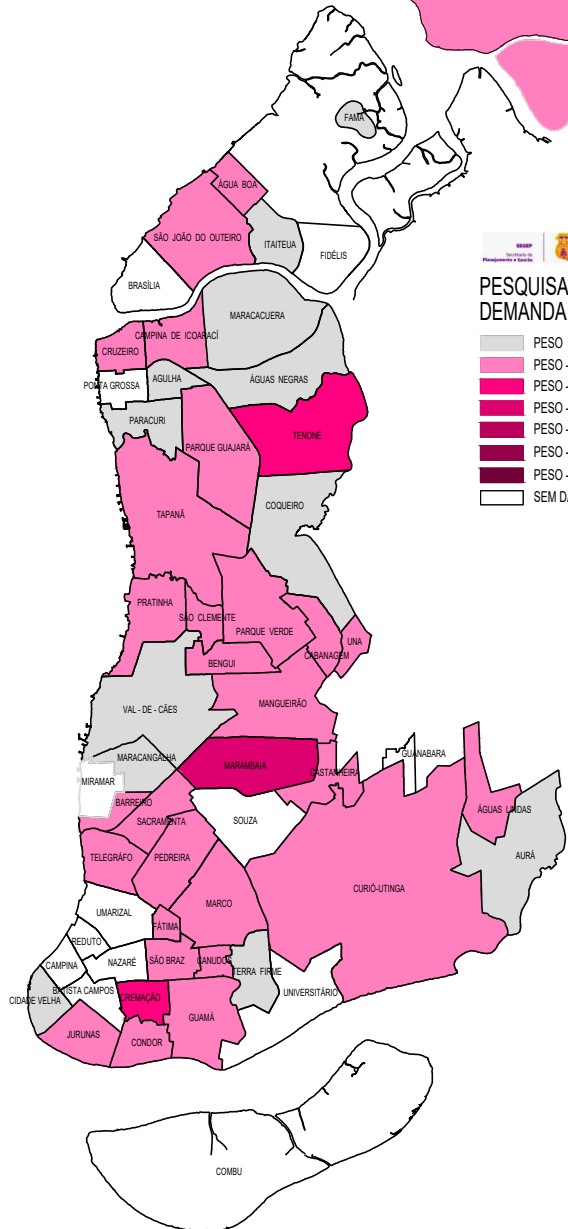 FAMA
ÁGUA BOA
SÃO JOÃO DO OUTEIRO
ITAITEUA
FIDÉLIS
BRASÍLIA
SEGEP
Secretaria de
Planejamento e Gestão
PESQUISA
DEMANDA
PESO
PESO -
PESO -
PESO -
PESO -
PESO -
PESO -
SEM DA
MARACACUERA
CAMPINA DE ICOARACÍ
CRUZEIRO
PONTA GROSSA
AGULHA
ÁGUAS NEGRAS
PARACURI
PARQUE GUAJARÁ
TENONÉ
COQUEIRO
TAPANÃ
PRATINHA
SÃO CLEMENTE
PARQUE VERDE
UNA
CABANAGEM
BENGUI
MANGUEIRÃO
VAL - DE - CÃES
MARACANGALHA
GUANABARA
MARAMBAIA
CASTANHEIRA
MIRAMAR
BARREIRO
ÁGUAS LINDAS
SACRAMENTA
SOUZA
TELEGRÁFO
PEDREIRA
AURÁ
CURIÓ-UTINGA
MARCO
UMARIZAL
FÁTIMA
REDUTO
NAZARÉ
SÃO BRAZ
CANUDOS
CAMPINA
TERRA FIRME
BATISTA CAMPOS
CREMAÇÃO
UNIVERSITÁRIO
CIDADE VELHA
GUAMÁ
JURUNAS
CONDOR
COMBU